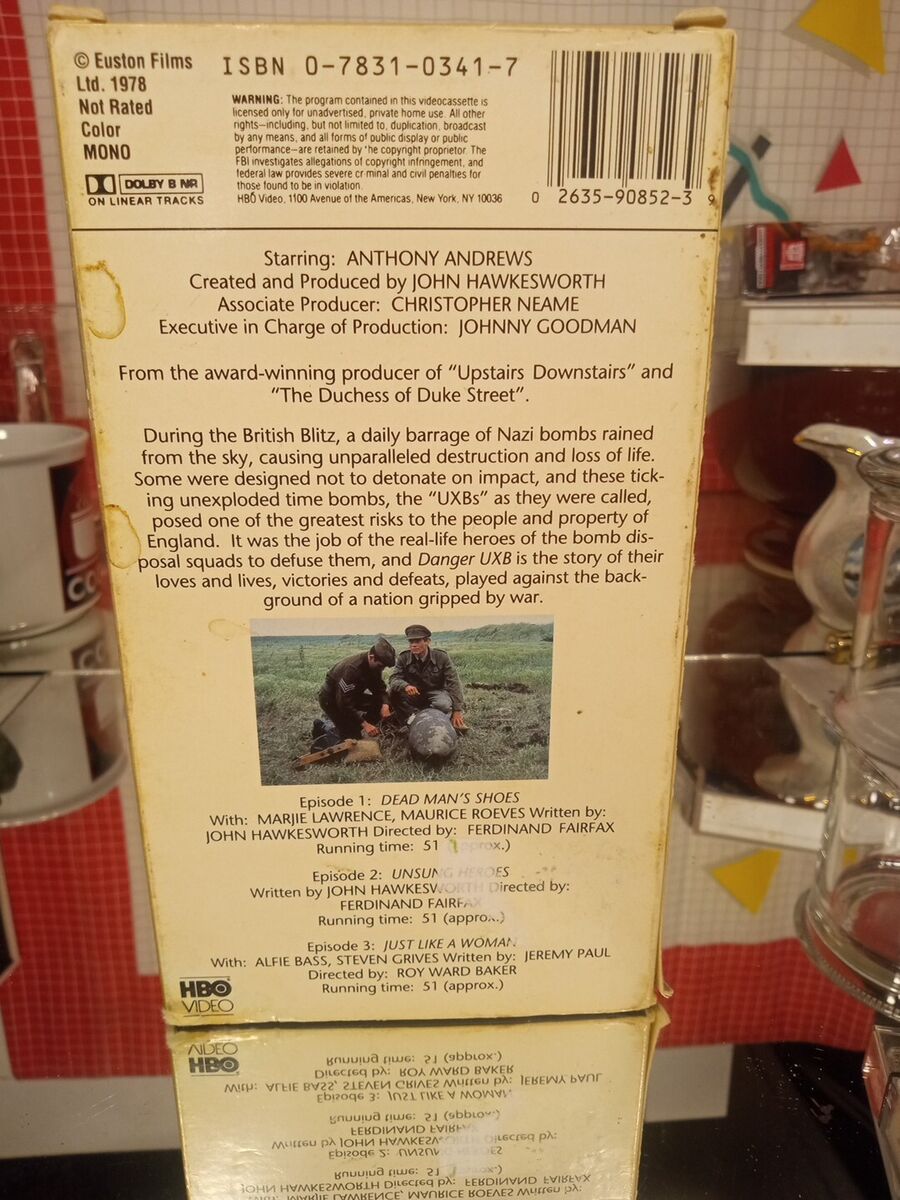 © Euston Films
Ltd. 1978
Not Rated
Color
MONO
DOLBY B NR
ON LINEAR TRACKS
ISBN 0-7831-0341-7
WARNING: The program contained in this videocassette is
licensed only for unadvertised, private home use. All other
rights—including, but not limited to, duplication, broadcast
by any means, and all forms of public display or public
performance—are retained by the copyright proprietor. The
FBI investigates allegations of copyright infringement, and
federal law provides severe criminal and civil penalties for
those found to be in violation.
HBO Video, 1100 Avenue of the Americas, New York, NY 10036
0 2635-90852-3 9
Starring: ANTHONY ANDREWS
Created and Produced by JOHN HAWKESWORTH
Associate Producer: CHRISTOPHER NEAME
Executive in Charge of Production: JOHNNY GOODMAN
From the award-winning producer of “Upstairs Downstairs” and
“The Duchess of Duke Street”.
During the British Blitz, a daily barrage of Nazi bombs rained
from the sky, causing unparalleled destruction and loss of life.
Some were designed not to detonate on impact, and these tick-
ing unexploded time bombs, the “UXBs” as they were called,
posed one of the greatest risks to the people and property of
England. It was the job of the real-life heroes of the bomb dis-
posal squads to defuse them, and Danger UXB is the story of their
loves and lives, victories and defeats, played against the back-
ground of a nation gripped by war.
Episode 1: DEAD MAN'S SHOES
With: MARJIE LAWRENCE, MAURICE ROEVES Written by:
JOHN HAWKESWORTH Directed by: FERDINAND FAIRFAX
Running time: 51 (approx.)
Episode 2: UNSUNG HEROES
Written by JOHN HAWKESWORTH Directed by:
FERDINAND FAIRFAX
Running time: 51 (approx.)
Episode 3: JUST LIKE A WOMAN
With: ALFIE BASS, STEVEN GRIVES Written by: JEREMY PAUL
Directed by: ROY WARD BAKER
Running time: 51 (approx.)
HBO
VIDEO